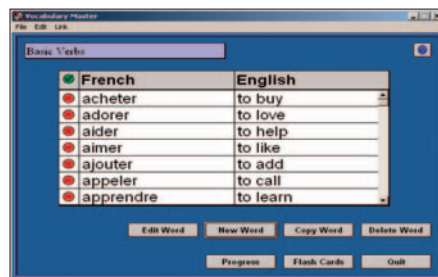 Vocabulary Master
File Edit Link
Basic Verbs
French English
acheter to buy
adorer to love
aider to help
aimer to like
ajouter to add
appeler to call
apprendre to learn
Edit Word New Word Copy Word Delete Word
Progress Flash Cards Quit